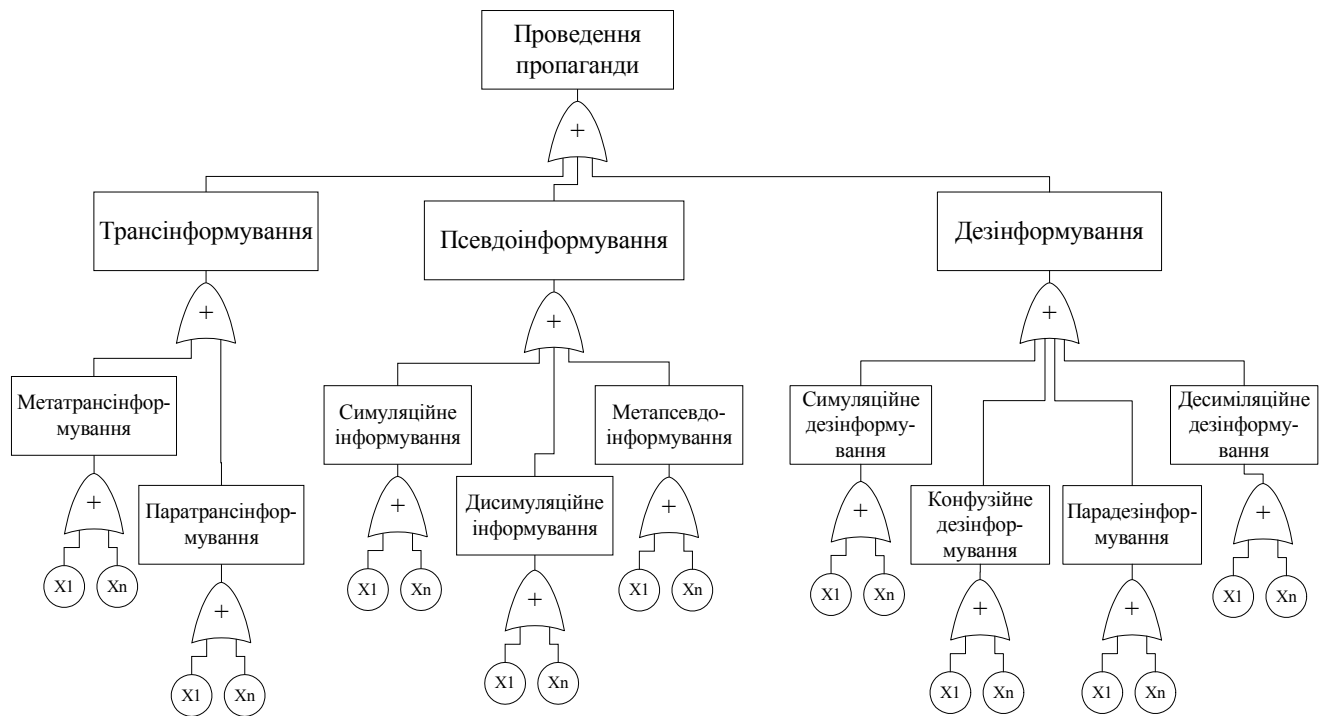 Проведення
пропаганди
+
Трансінформування
Псевдоінформування
Дезінформування
+
+
+
Метатрансінфор-
мування
Симуляційне
інформування
Метапсевдо-
інформування
Симуляційне
дезінформу-
вання
Десиміляційне
дезінформу-
вання
+
Паратрансінфор-
мування
+
Дисимуляційне
інформування
+
+
Конфузійне
дезінфор-
мування
Парадезінфор-
мування
+
X1
Xn
X1
Xn
X1
Xn
X1
Xn
X1
Xn
+
+
+
+
X1
Xn
X1
Xn
X1
Xn
X1
Xn